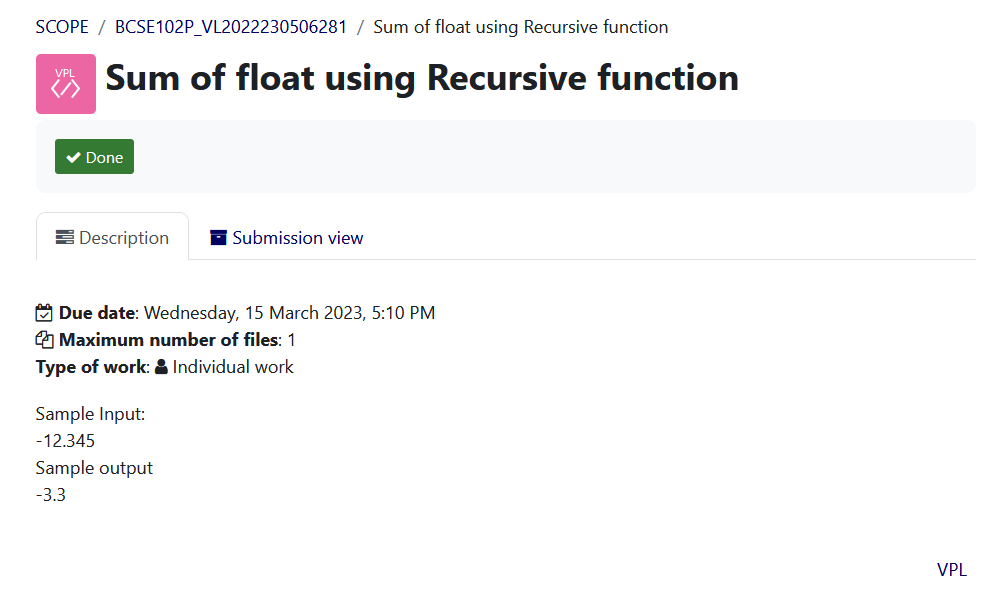 SCOPE / BCSE102P_VL2022230506281 / Sum of float using Recursive function
VPL
Sum of float using Recursive function
Done
Description
Submission view
Due date: Wednesday, 15 March 2023, 5:10 PM
Maximum number of files: 1
Type of work: Individual work
Sample Input:
-12.345
Sample output
-3.3
VPL